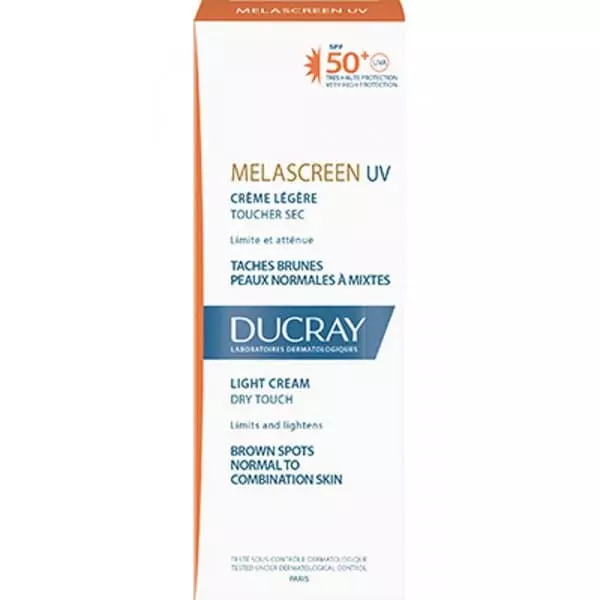 MELASCREEN UV
SPF
50+ UVA
TRÈS HAUTE PROTECTION
VERY HIGH PROTECTION
MELASCREEN UV
CRÈME LÉGÈRE
TOUCHER SEC
Limite et atténue
TACHES BRUNES
PEAUX NORMALES À MIXTES
DUCRAY
LABORATOIRES DERMATOLOGIQUES
LIGHT CREAM
DRY TOUCH
Limits and lightens
BROWN SPOTS
NORMAL TO
COMBINATION SKIN
TESTÉ SOUS CONTRÔLE DERMATOLOGIQUE
TESTED UNDER DERMATOLOGICAL CONTROL
PARIS